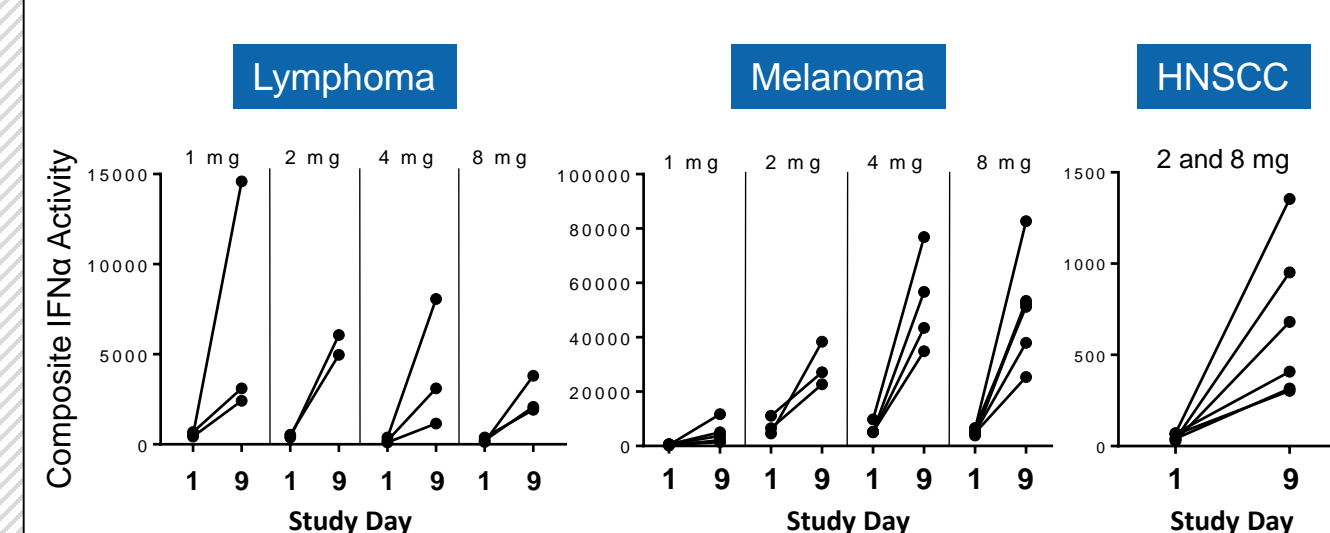 Lymphoma
Melanoma
HNSCC
Composite IFNα Activity
1 mg 2 mg 4 mg 8 mg
15000
10000
5000
0
1 9 1 9 1 9 1 9
Study Day
1 mg 2 mg 4 mg 8 mg
100000
80000
60000
40000
20000
0
1 9 1 9 1 9 1 9
Study Day
2 and 8 mg
1500
1000
500
0
1 9
Study Day